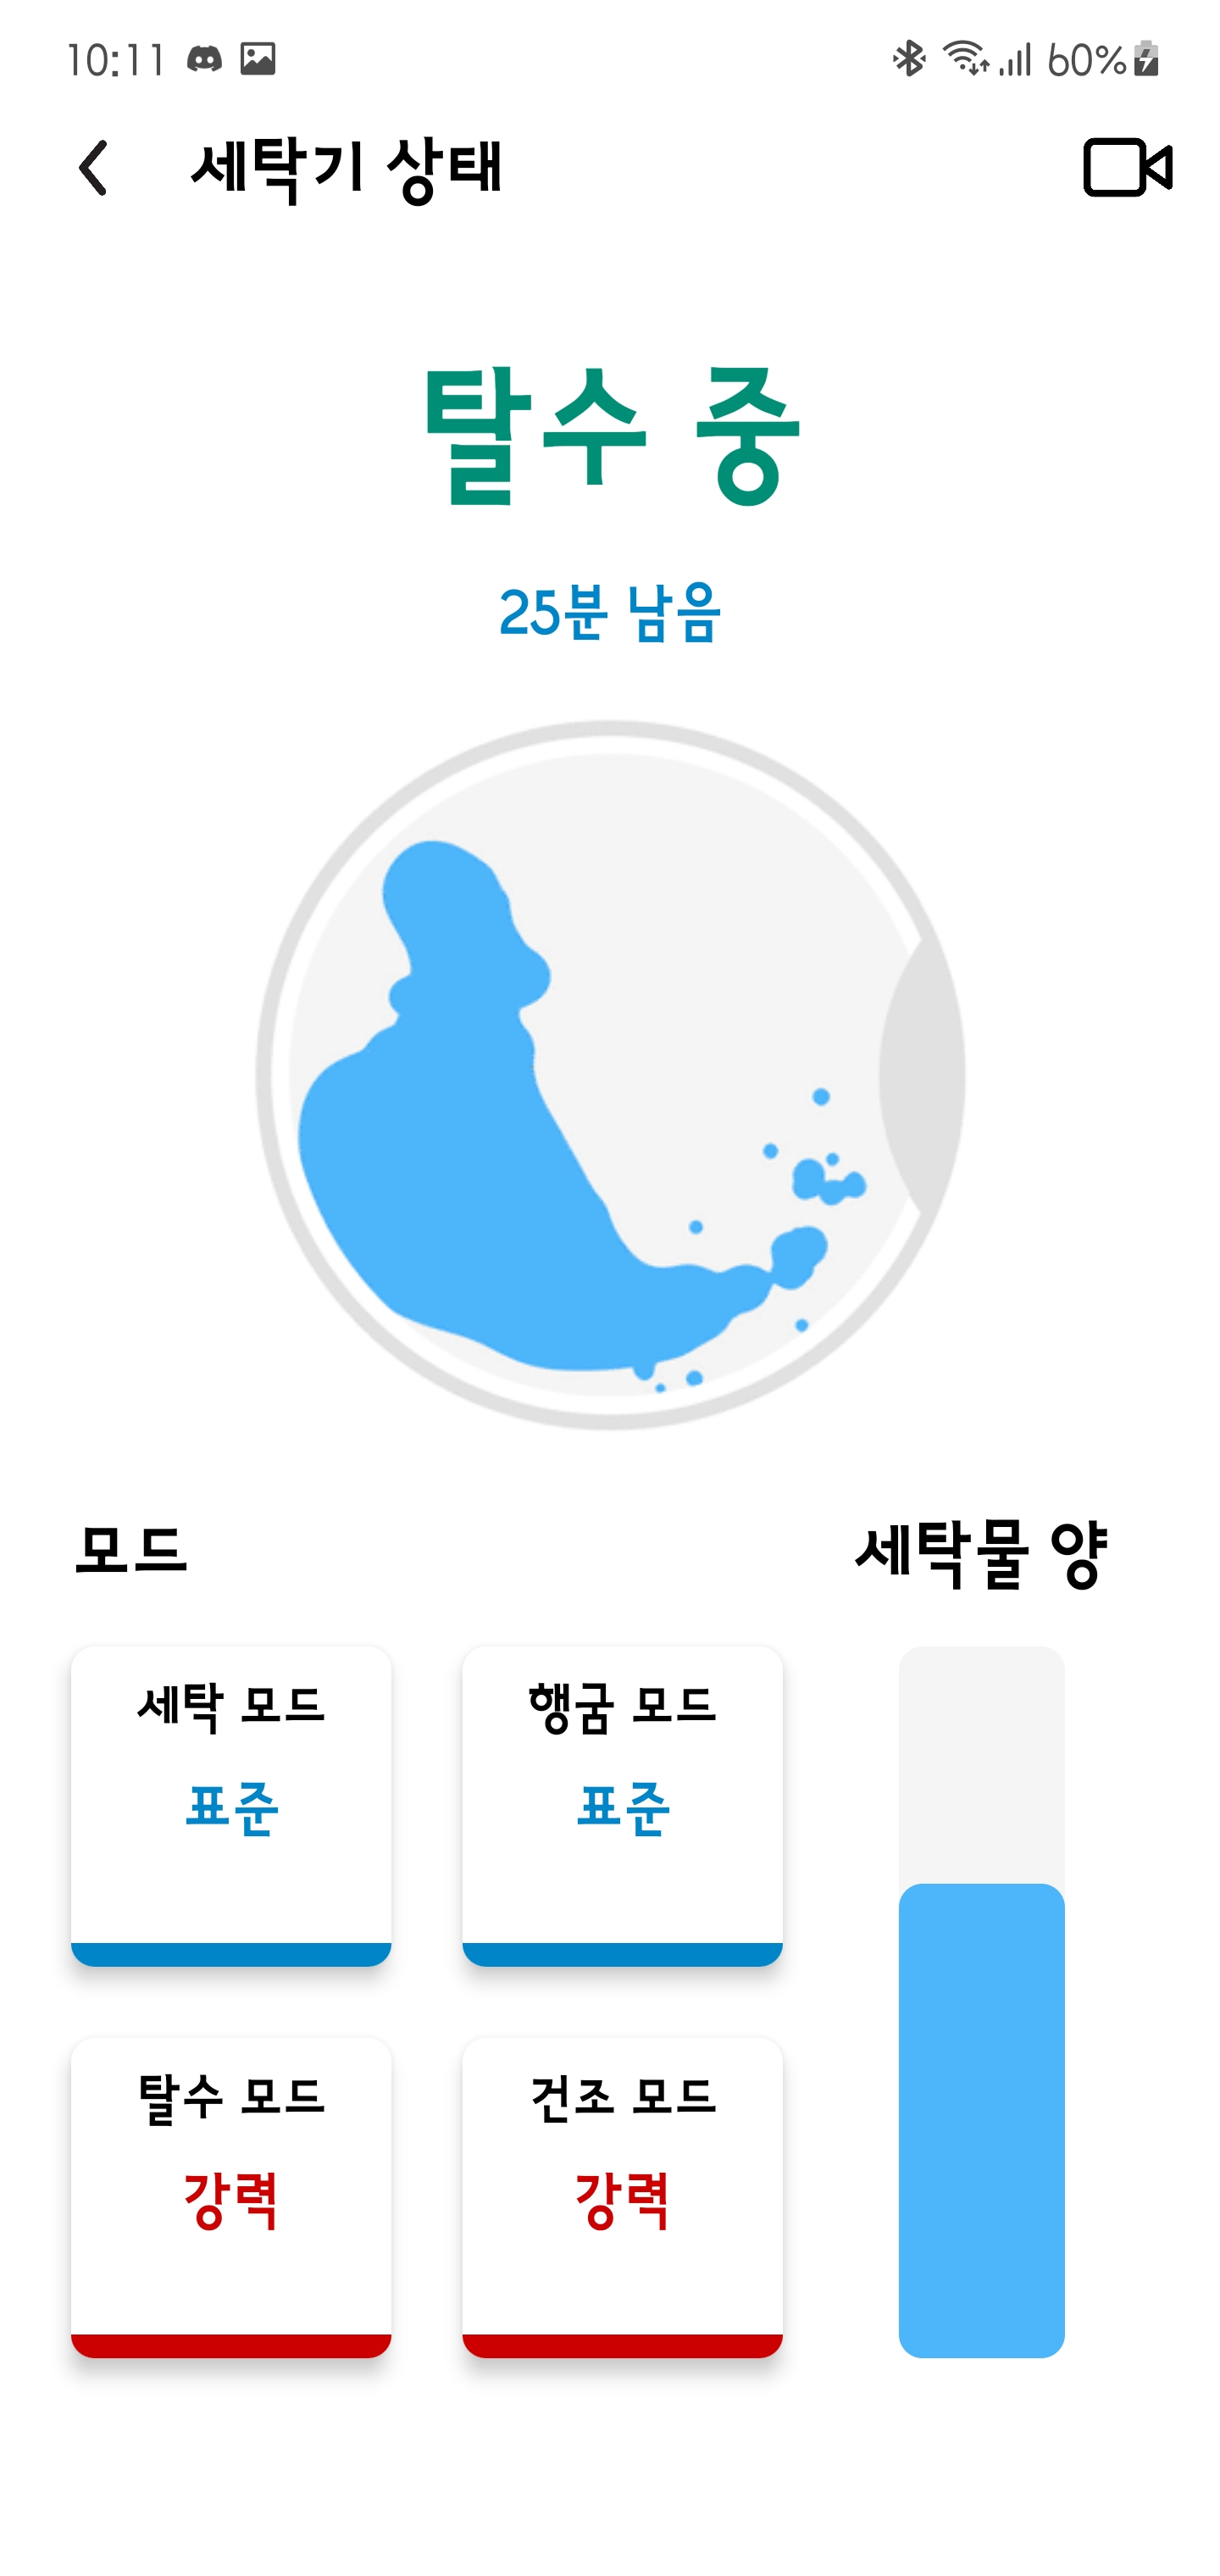 10:11 60%
세탁기 상태
탈수 중
25분 남음
모드 세탁물 양
세탁 모드 행굼 모드
표준 표준
탈수 모드 건조 모드
강력 강력